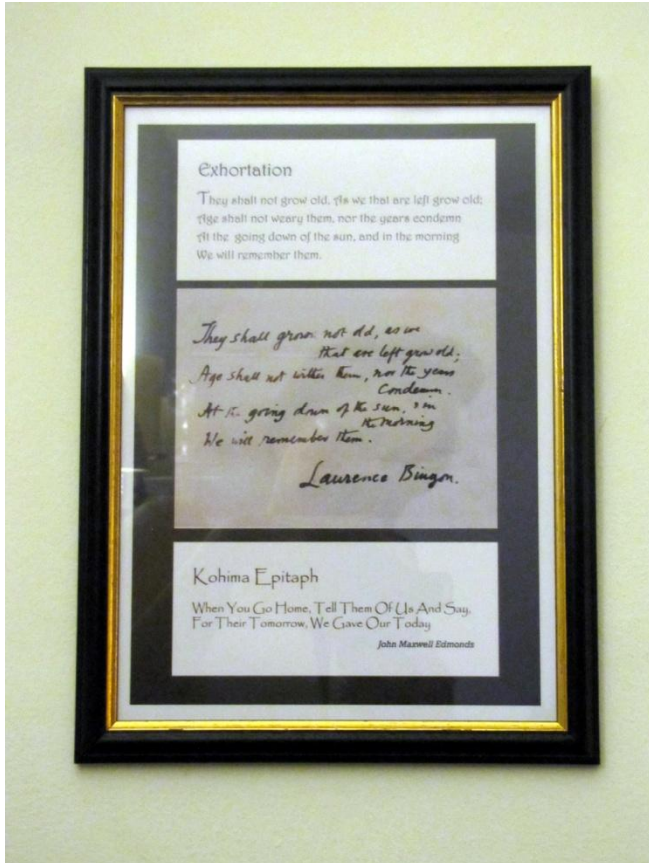 Exhortation
They shall not grow old, As we that are left grow old;
Age shall not weary them, nor the years condemn
At the going down of the sun, and in the morning
We will remember them.
They shall grow not old, as we
that are left grow old;
Age shall not wither them, nor the years
Condemn.
At the going down of the sun, & in
the morning
We will remember them.
Laurence Binyon.
Kohima Epitaph
When You Go Home, Tell Them Of Us And Say,
For Their Tomorrow, We Gave Our Today
John Maxwell Edmonds